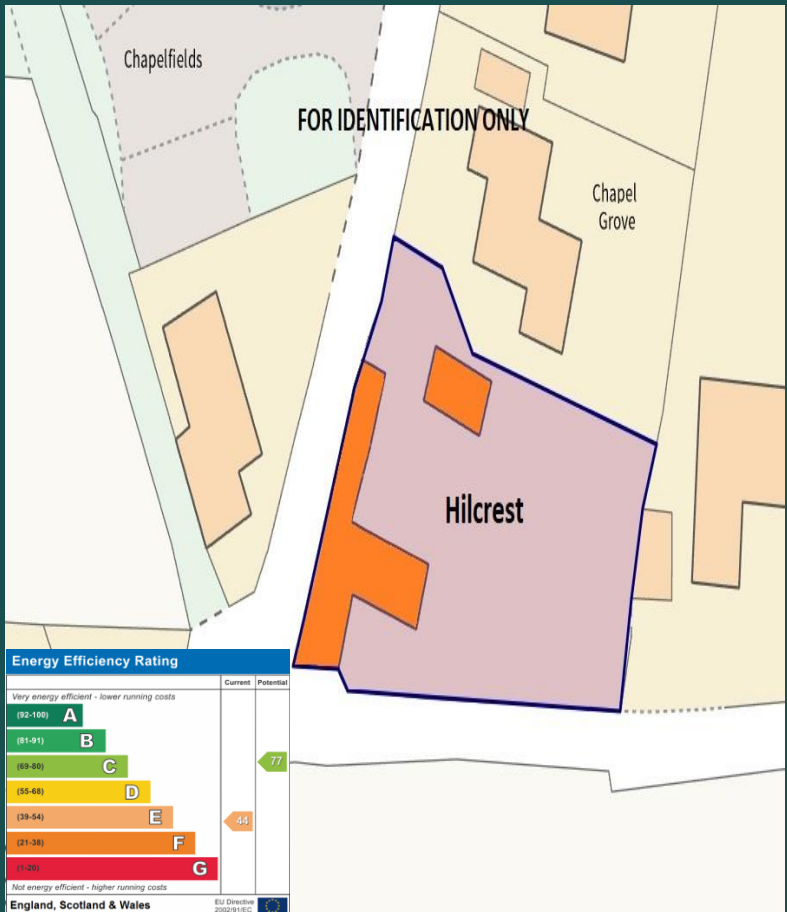 Chapelfields
FOR IDENTIFICATION ONLY
Chapel
Grove
Hilcrest
Energy Efficiency Rating
Current Potential
Very energy efficient - lower running costs
(92-100) A
(81-91) B
(69-80) C
77
(55-68) D
(39-54) E
44
(21-38) F
(1-20) G
Not energy efficient - higher running costs
England, Scotland & Wales
EU Directive
2002/91/EC